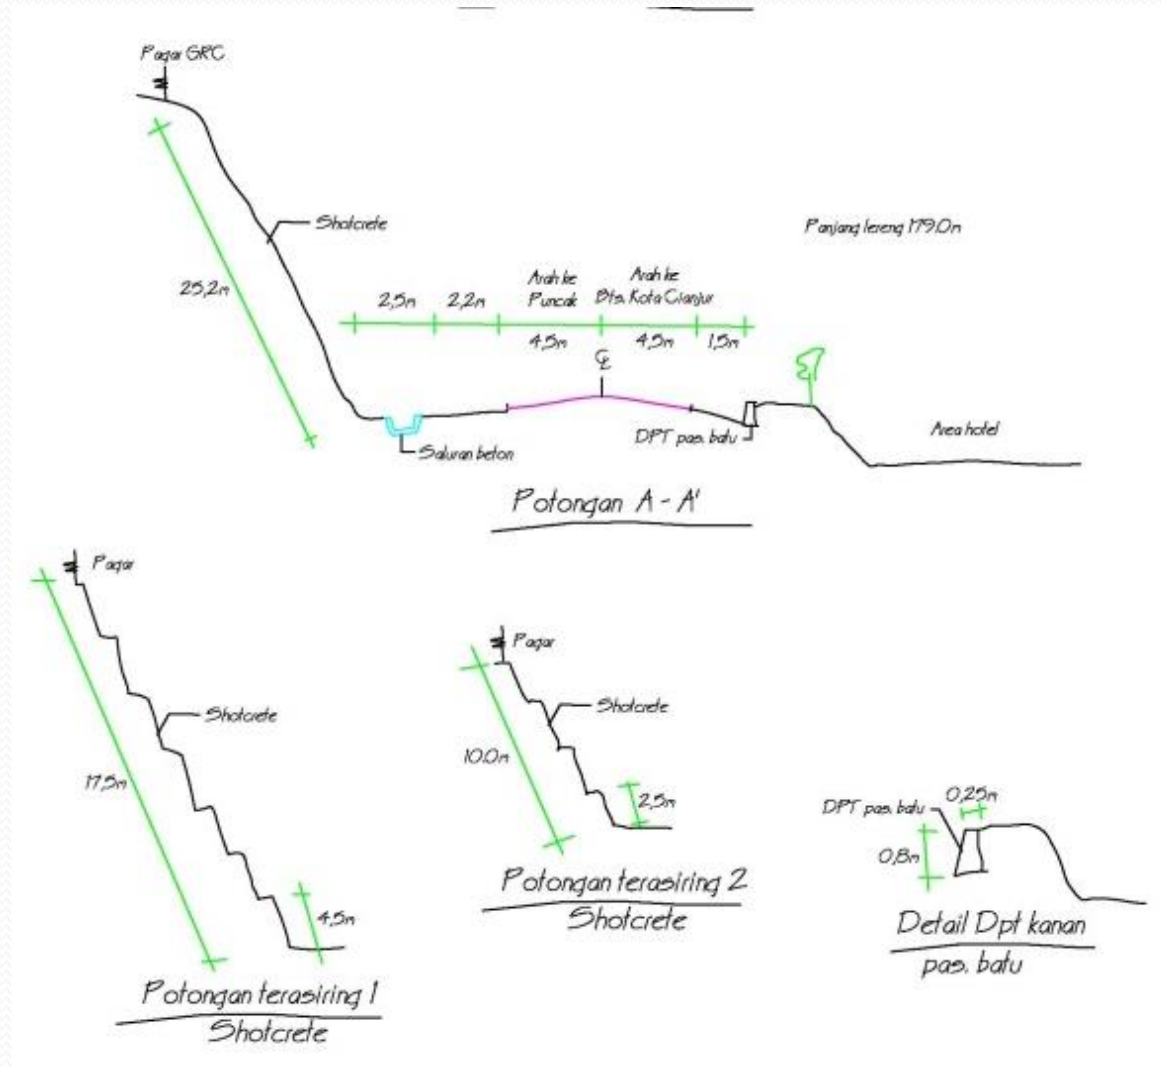 Pagar GRC
Shotcrete
Panjang lereng 179.0m
25,2m
2,5m
2,2m
Arah ke
Puncak
Arah ke
Bts. Kota Cianjur
4,5m
4,5m
1,5m
CL
DPT pas. batu
Saluran beton
Area hotel
Potongan A - A'
Pagar
Shotcrete
17,5m
4,5m
Potongan terasiring 1
Shotcrete
Pagar
Shotcrete
10.0m
2,5m
Potongan terasiring 2
Shotcrete
DPT pas. batu
0,25m
0,8m
Detail Dpt kanan
pas. batu